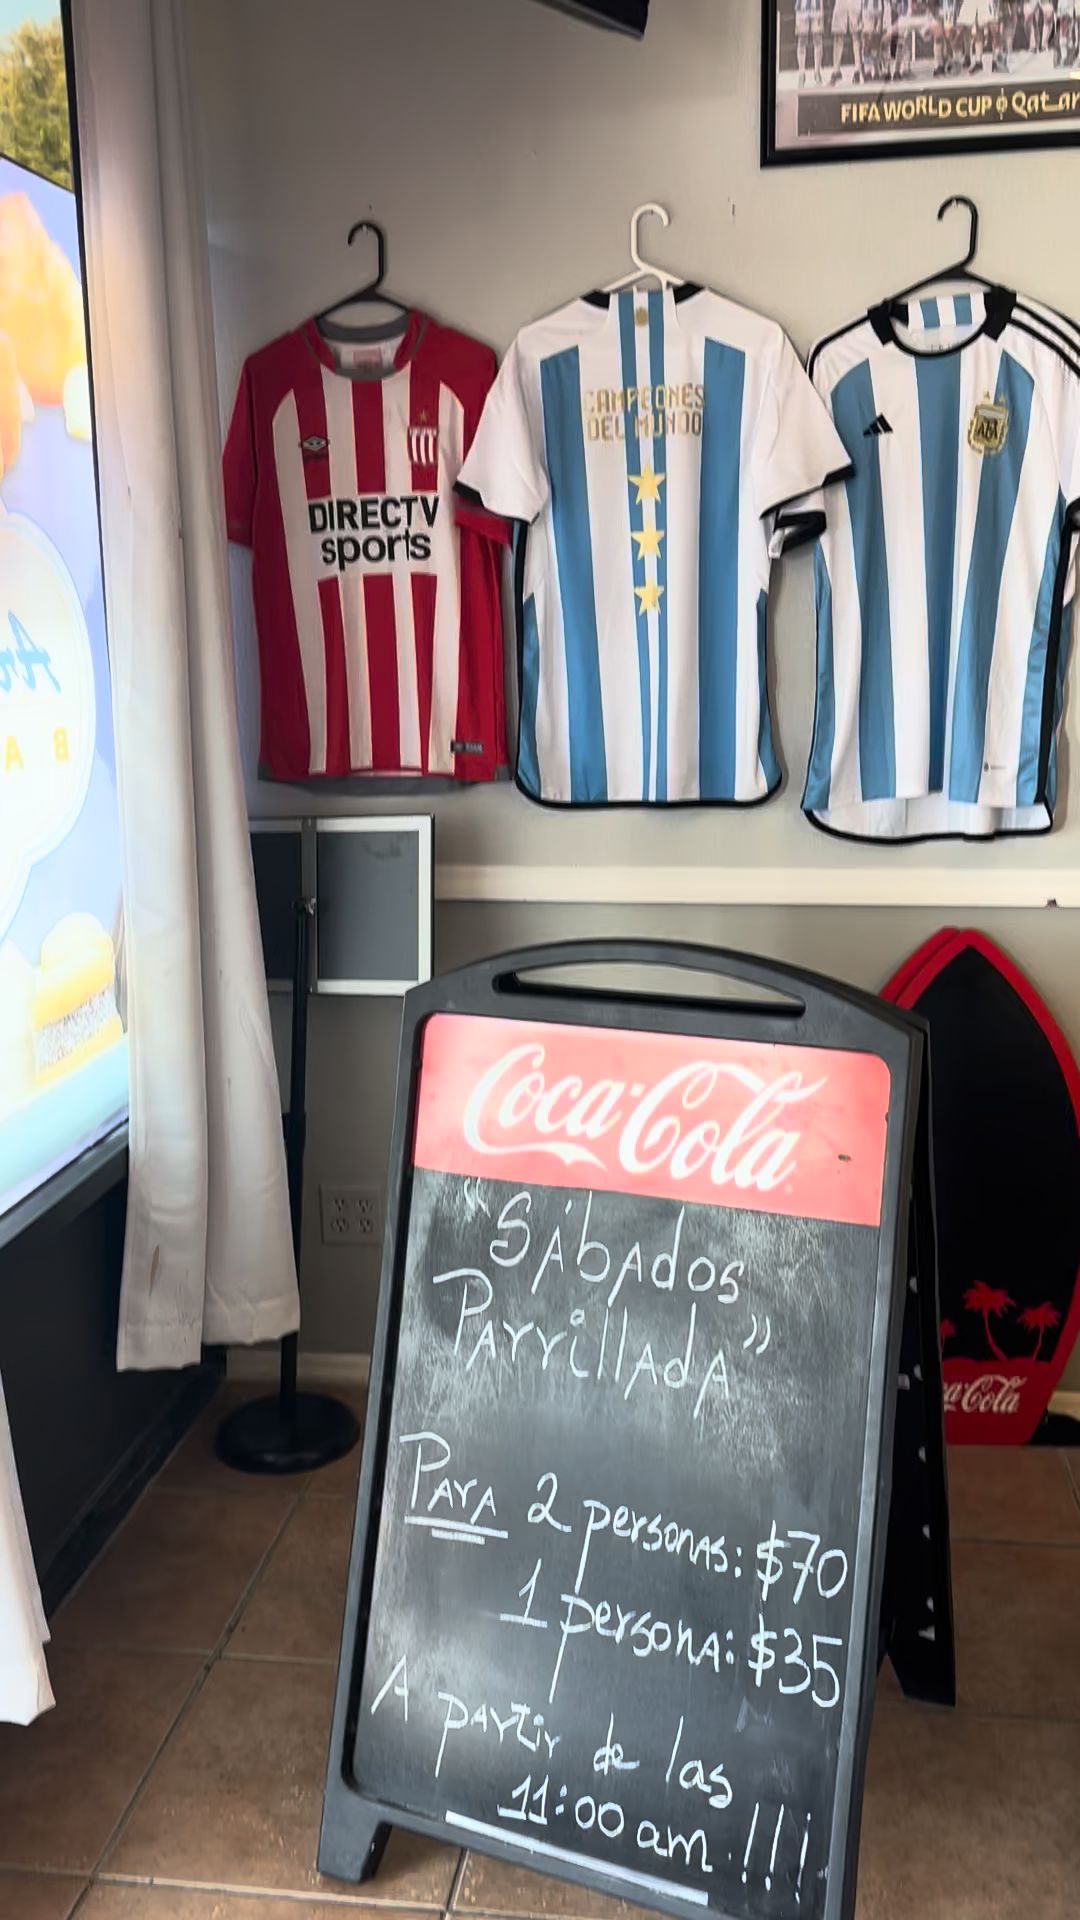 FIFA WORLD CUP Qatar
CAMPEONES
DEL MUNDO
DIRECTV
sports
AFA
Coca-Cola
"Sábados
Parrillada"
Para 2 personas: $70
1 persona: $35
A partir de las
11:00 am.!!!
Coca-Cola